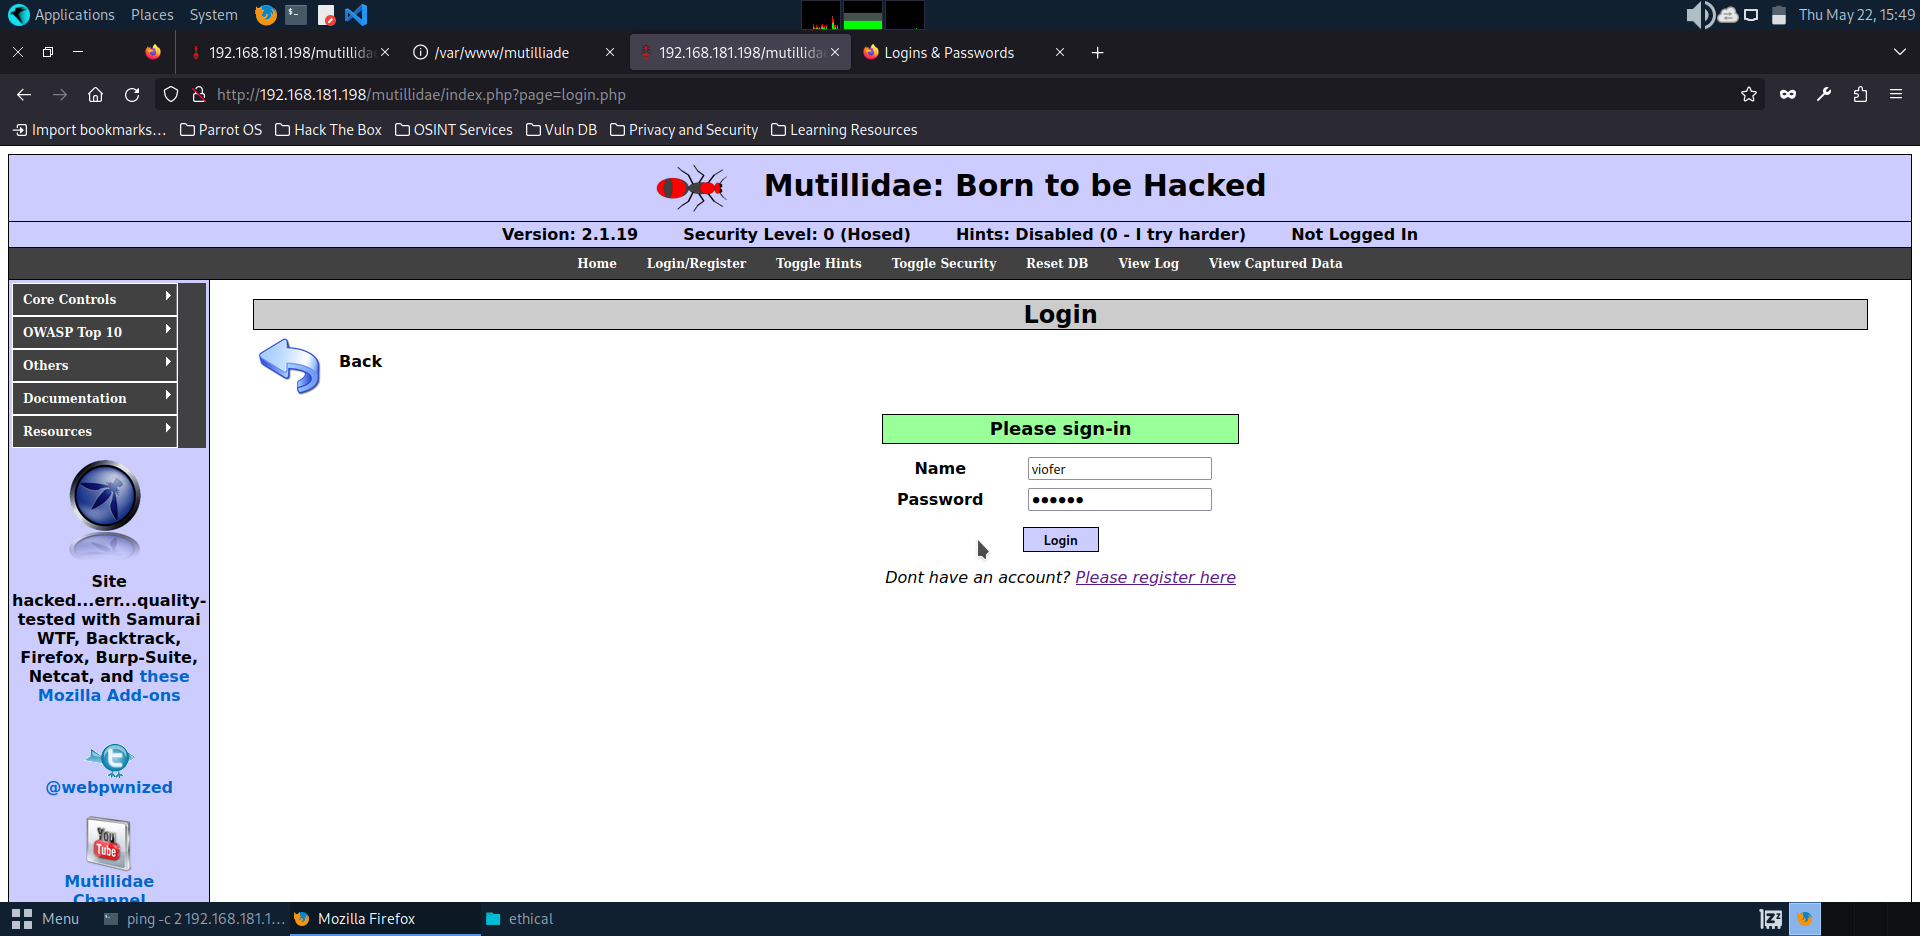 Applications Places System Thu May 22, 15:49
192.168.181.198/mutillidae /var/www/mutilliade 192.168.181.198/mutillidae Logins & Passwords
http://192.168.181.198/mutillidae/index.php?page=login.php
Import bookmarks... Parrot OS Hack The Box OSINT Services Vuln DB Privacy and Security Learning Resources
Mutillidae: Born to be Hacked
Version: 2.1.19 Security Level: 0 (Hosed) Hints: Disabled (0 - I try harder) Not Logged In
Home Login/Register Toggle Hints Toggle Security Reset DB View Log View Captured Data
Core Controls
OWASP Top 10
Others
Documentation
Resources
Site
hacked...err...quality-
tested with Samurai
WTF, Backtrack,
Firefox, Burp-Suite,
Netcat, and these
Mozilla Add-ons
@webpwnized
You
Tube
Mutillidae
Channel
Login
Back
Please sign-in
Name viofer
Password ••••••
Login
Dont have an account? Please register here
Menu ping -c 2 192.168.181.1... Mozilla Firefox ethical